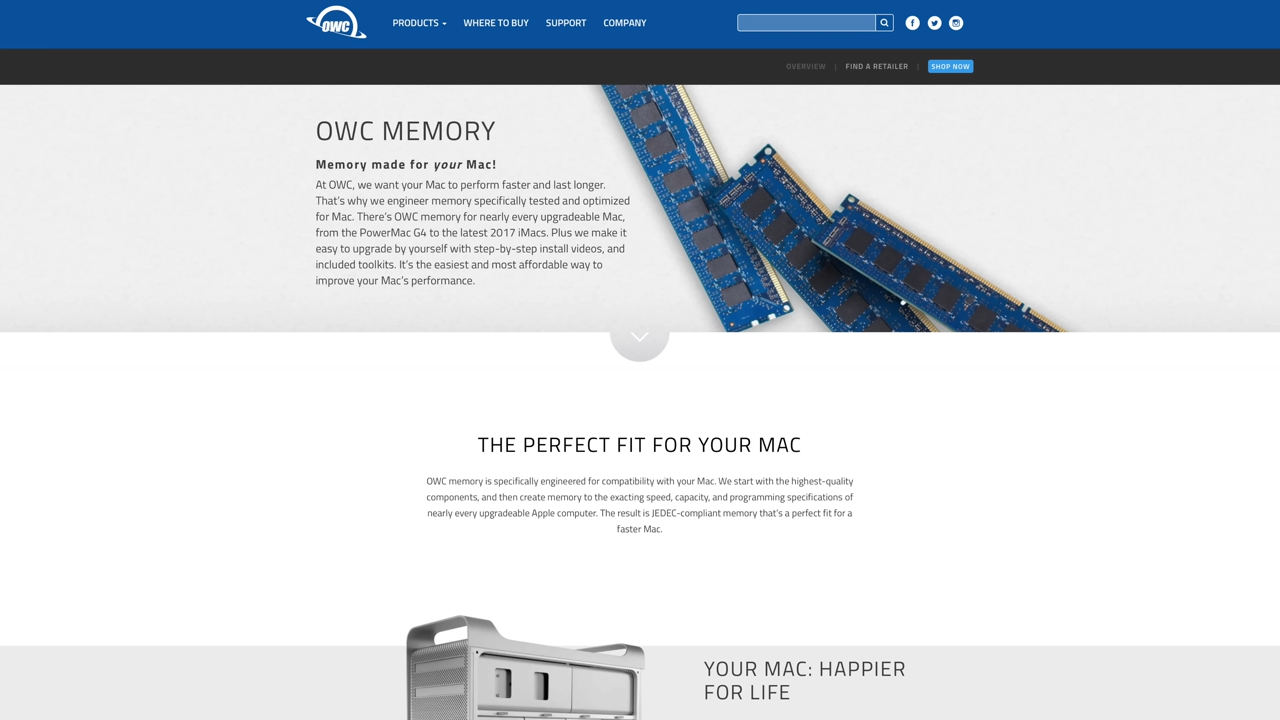 OWC
PRODUCTS
WHERE TO BUY
SUPPORT
COMPANY
OVERVIEW
|
FIND A RETAILER
|
SHOP NOW
OWC MEMORY
Memory made for your Mac!
At OWC, we want your Mac to perform faster and last longer.
That's why we engineer memory specifically tested and optimized
for Mac. There's OWC memory for nearly every upgradeable Mac,
from the PowerMac G4 to the latest 2017 iMacs. Plus we make it
easy to upgrade by yourself with step-by-step install videos, and
included toolkits. It's the easiest and most affordable way to
improve your Mac's performance.
THE PERFECT FIT FOR YOUR MAC
OWC memory is specifically engineered for compatibility with your Mac. We start with the highest-quality
components, and then create memory to the exacting speed, capacity, and programming specifications of
nearly every upgradeable Apple computer. The result is JEDEC-compliant memory that's a perfect fit for a
faster Mac.
YOUR MAC: HAPPIER
FOR LIFE